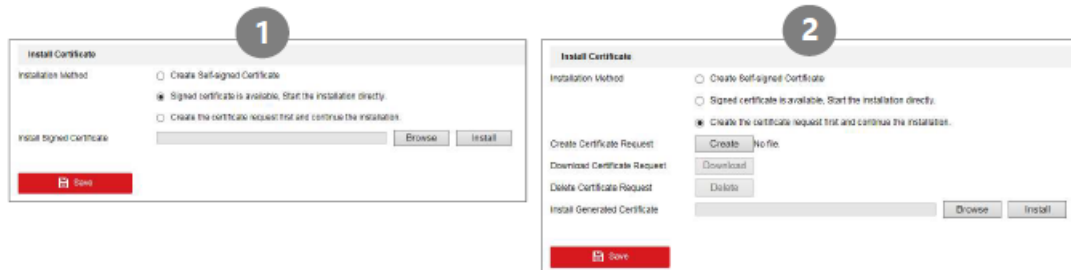 1
Install Certificate
Installation Method
Create Self-signed Certificate
Signed certificate is available, Start the installation directly.
Create the certificate request first and continue the installation.
Install Signed Certificate
Browse
Install
Save
2
Install Certificate
Installation Method
Create Self-signed Certificate
Signed certificate is available, Start the installation directly.
Create the certificate request first and continue the installation.
Create Certificate Request
Create
No file.
Download Certificate Request
Download
Delete Certificate Request
Delete
Install Generated Certificate
Browse
Install
Save